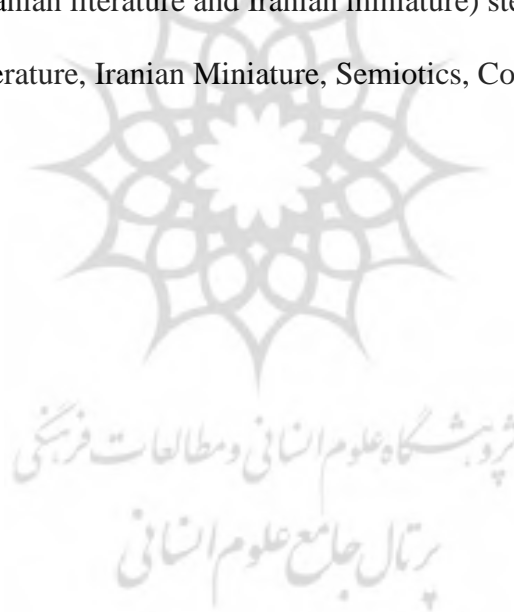 anian literature and Iranian miniature) ste
erature, Iranian Miniature, Semiotics, Co
پژوهشگاه علوم انسانی و مطالعات فرهنگی
پرتال جامع علوم انسانی